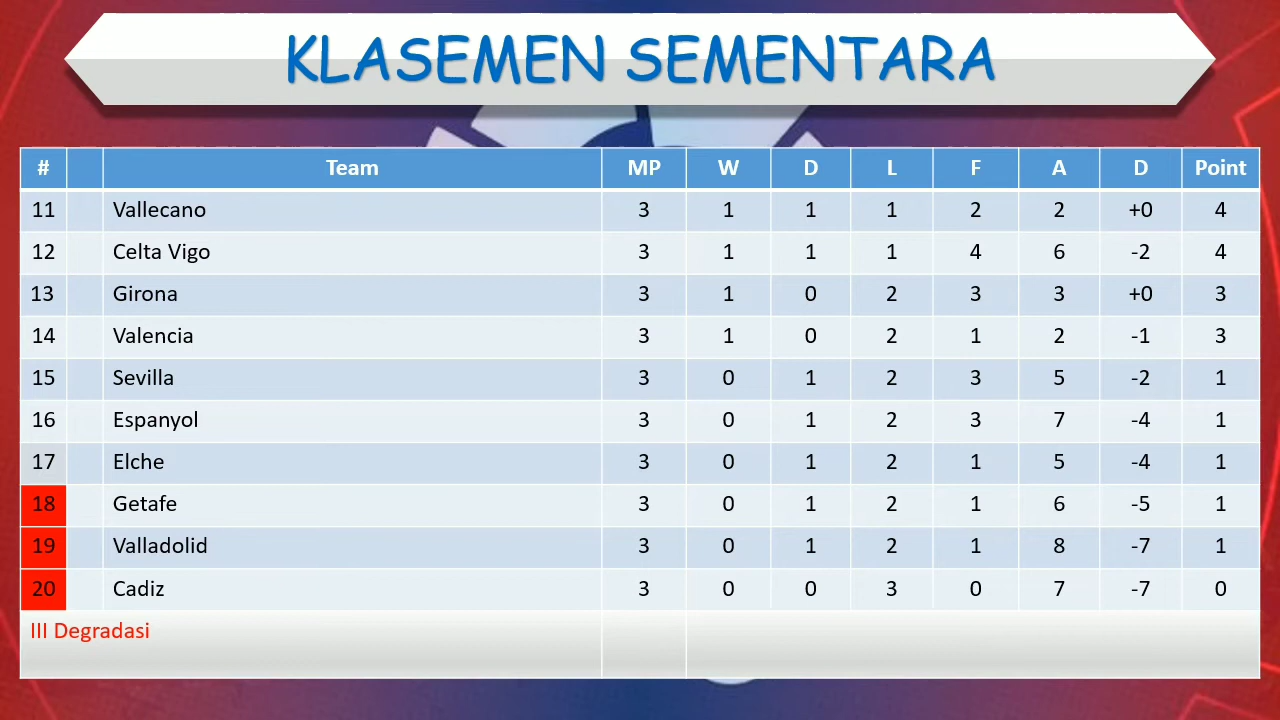 KLASEMEN SEMENTARA
# Team MP W D L F A D Point
11 Vallecano 3 1 1 1 2 2 +0 4
12 Celta Vigo 3 1 1 1 4 6 -2 4
13 Girona 3 1 0 2 3 3 +0 3
14 Valencia 3 1 0 2 1 2 -1 3
15 Sevilla 3 0 1 2 3 5 -2 1
16 Espanyol 3 0 1 2 3 7 -4 1
17 Elche 3 0 1 2 1 5 -4 1
18 Getafe 3 0 1 2 1 6 -5 1
19 Valladolid 3 0 1 2 1 8 -7 1
20 Cadiz 3 0 0 3 0 7 -7 0
III Degradasi